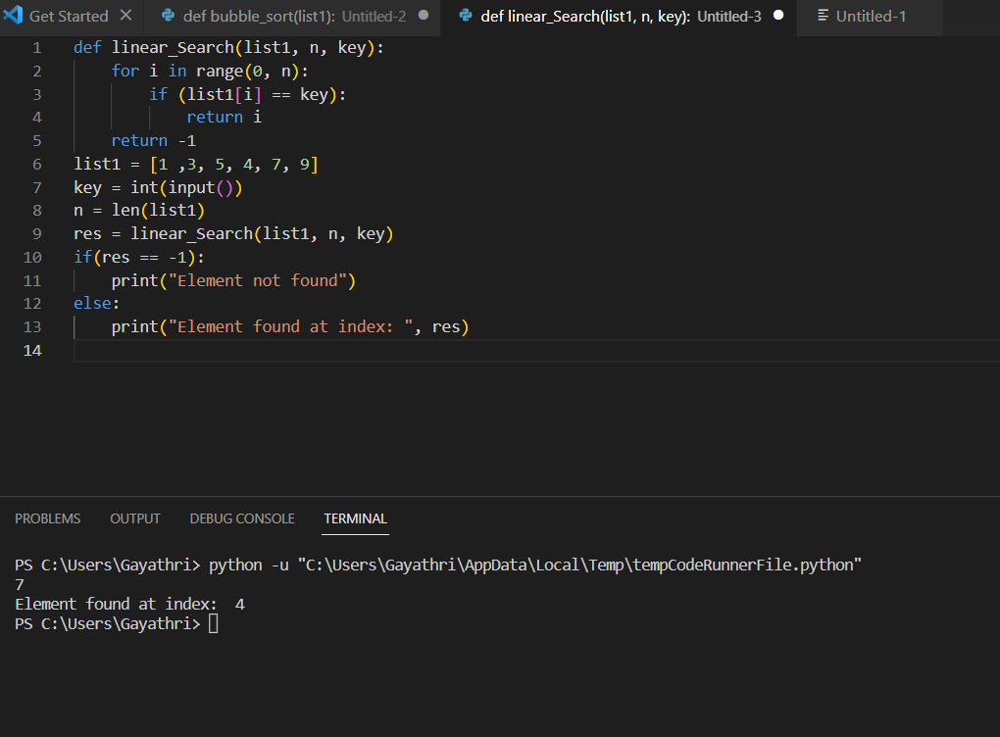 Get Started def bubble_sort(list1): Untitled-2 def linear_Search(list1, n, key): Untitled-3 Untitled-1
1 def linear_Search(list1, n, key):
2     for i in range(0, n):
3         if (list1[i] == key):
4             return i
5     return -1
6 list1 = [1 ,3, 5, 4, 7, 9]
7 key = int(input())
8 n = len(list1)
9 res = linear_Search(list1, n, key)
10 if(res == -1):
11     print("Element not found")
12 else:
13     print("Element found at index: ", res)
14
PROBLEMS OUTPUT DEBUG CONSOLE TERMINAL
PS C:\Users\Gayathri> python -u "C:\Users\Gayathri\AppData\Local\Temp\tempCodeRunnerFile.python"
7
Element found at index:  4
PS C:\Users\Gayathri>